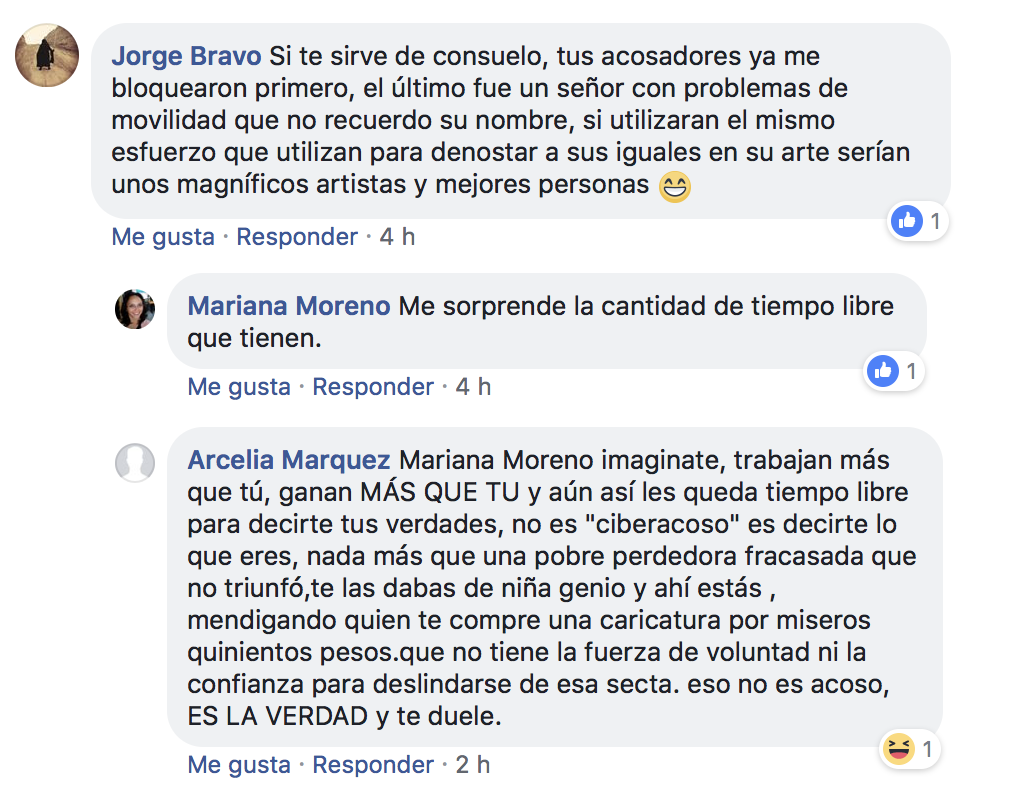 Jorge Bravo Si te sirve de consuelo, tus acosadores ya me
bloquearon primero, el último fue un señor con problemas de
movilidad que no recuerdo su nombre, si utilizaran el mismo
esfuerzo que utilizan para denostar a sus iguales en su arte serían
unos magníficos artistas y mejores personas 😁
1
Me gusta · Responder · 4 h
Mariana Moreno Me sorprende la cantidad de tiempo libre
que tienen.
1
Me gusta · Responder · 4 h
Arcelia Marquez Mariana Moreno imaginate, trabajan más
que tú, ganan MÁS QUE TU y aún así les queda tiempo libre
para decirte tus verdades, no es "ciberacoso" es decirte lo
que eres, nada más que una pobre perdedora fracasada que
no triunfó,te las dabas de niña genio y ahí estás ,
mendigando quien te compre una caricatura por miseros
quinientos pesos.que no tiene la fuerza de voluntad ni la
confianza para deslindarse de esa secta. eso no es acoso,
ES LA VERDAD y te duele.
1
Me gusta · Responder · 2 h